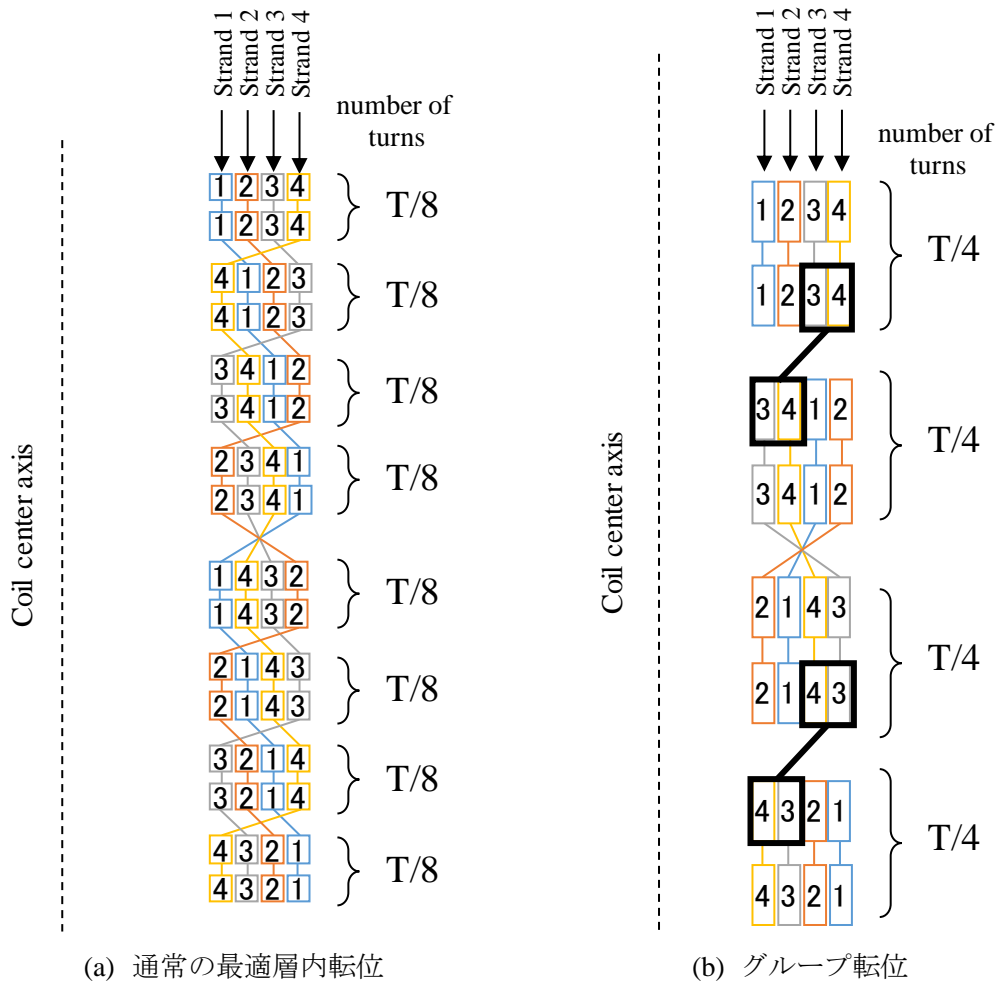 Strand 1
Strand 2
Strand 3
Strand 4
number of
turns
Coil center axis
1 2 3 4
1 2 3 4
T/8
4 1 2 3
4 1 2 3
T/8
3 4 1 2
3 4 1 2
T/8
2 3 4 1
2 3 4 1
T/8
1 4 3 2
1 4 3 2
T/8
2 1 4 3
2 1 4 3
T/8
3 2 1 4
3 2 1 4
T/8
4 3 2 1
4 3 2 1
T/8
(a) 通常の最適層内転位
Strand 1
Strand 2
Strand 3
Strand 4
number of
turns
Coil center axis
1 2 3 4
1 2 3 4
T/4
3 4 1 2
3 4 1 2
T/4
2 1 4 3
2 1 4 3
T/4
4 3 2 1
4 3 2 1
T/4
(b) グループ転位